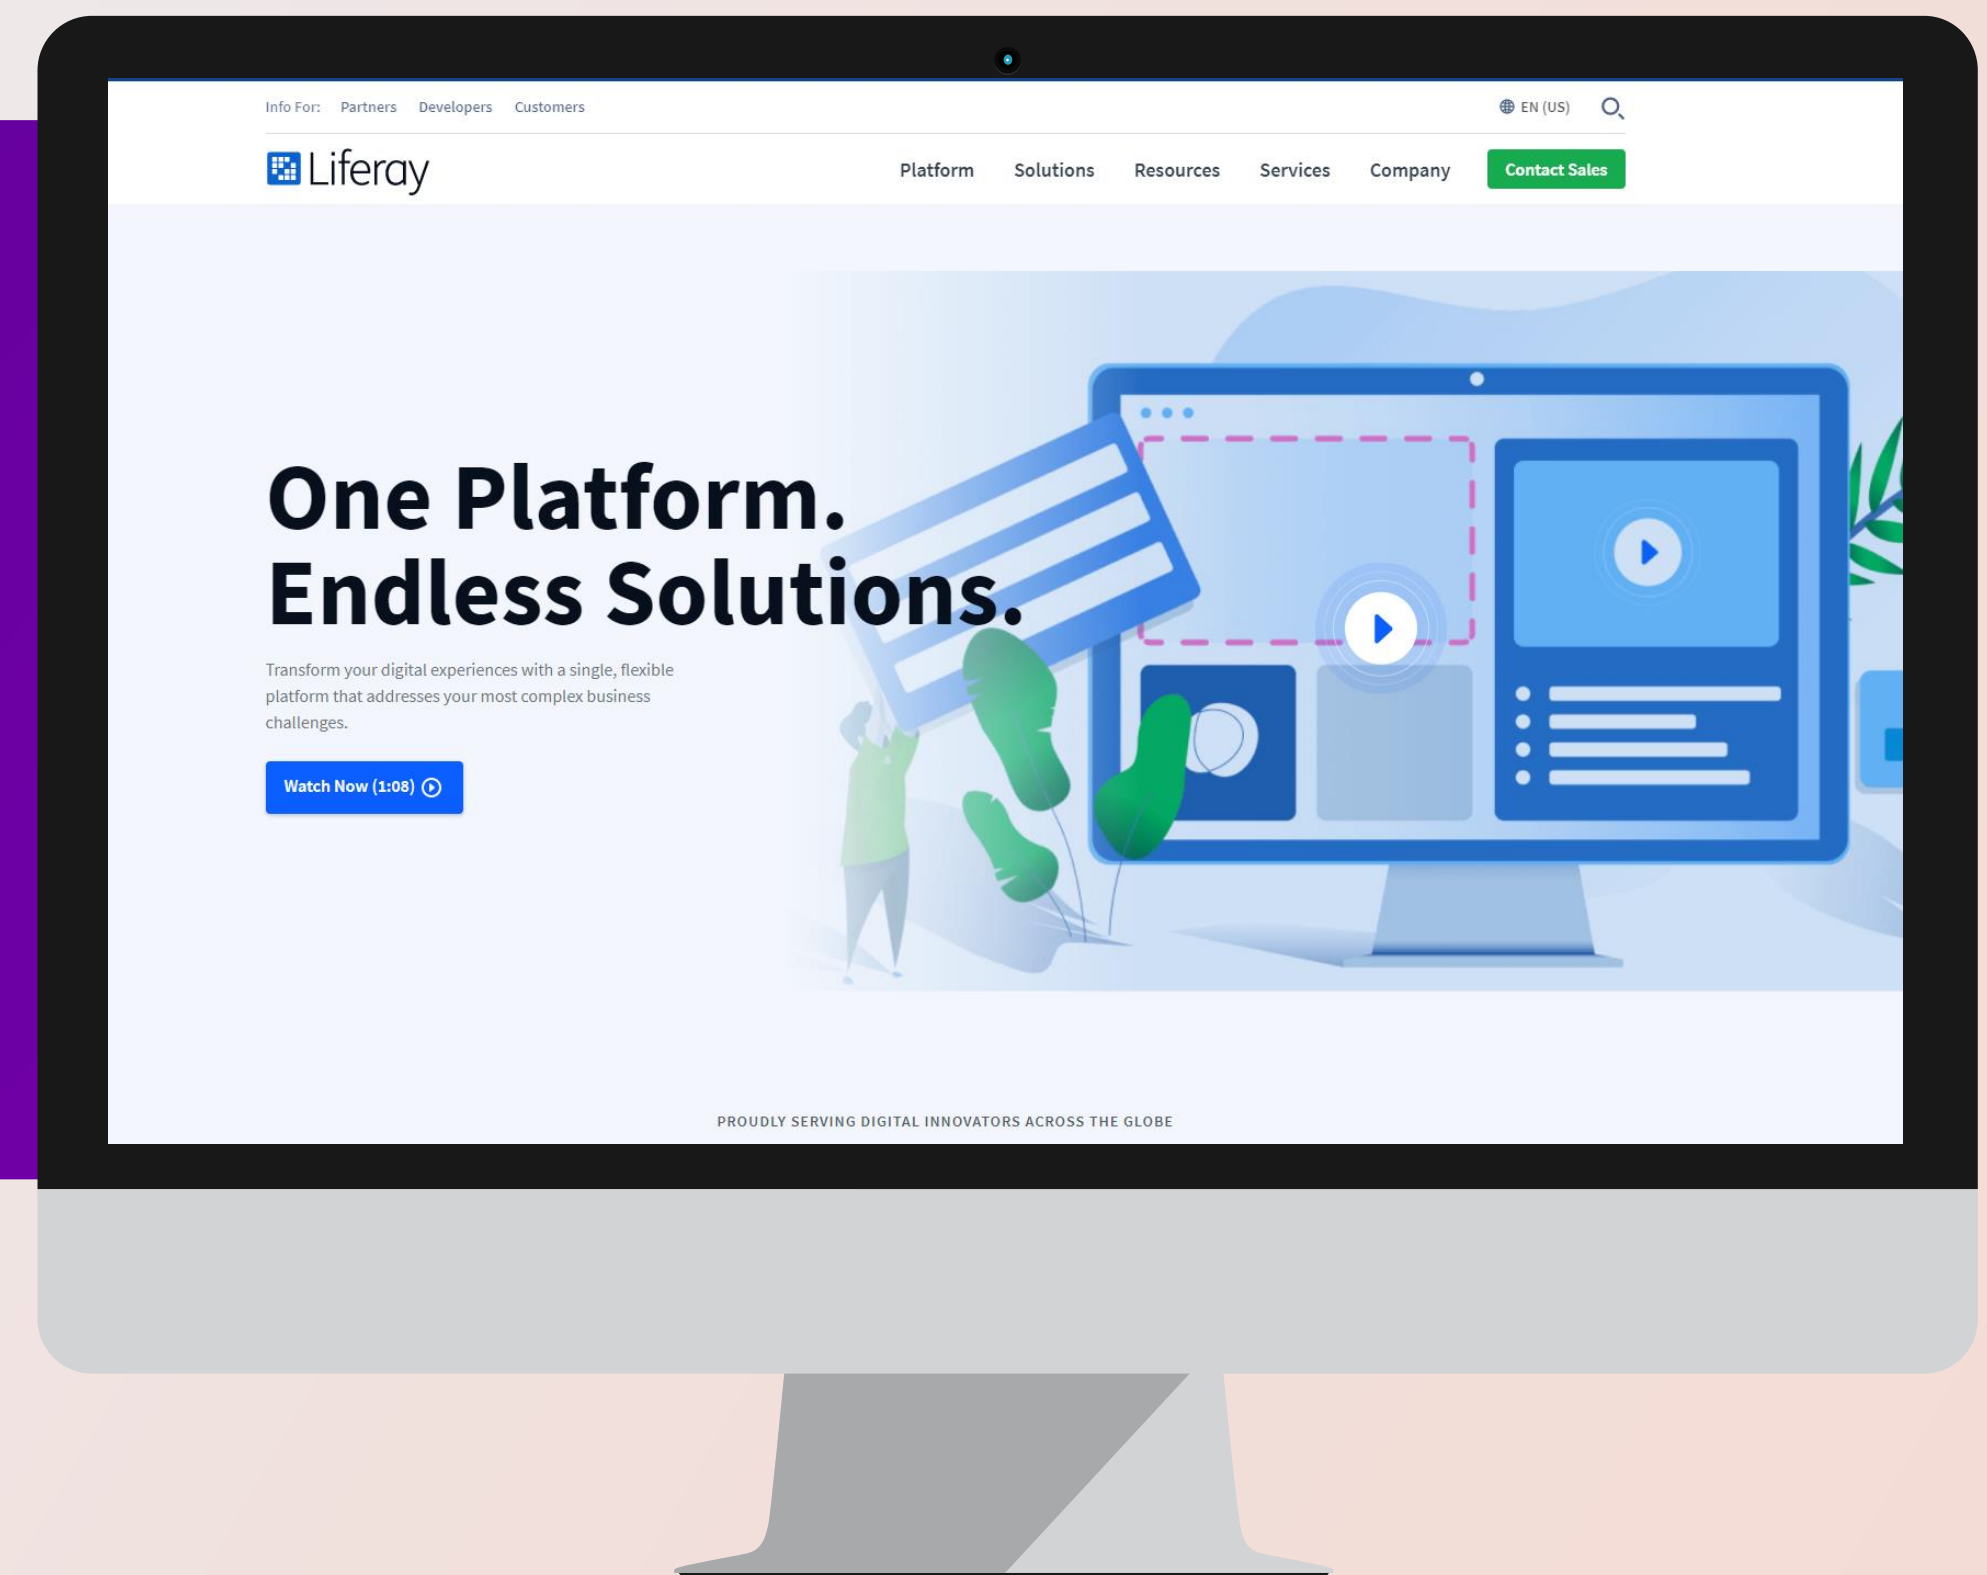 Info For: Partners Developers Customers EN (US)
Liferay Platform Solutions Resources Services Company Contact Sales
One Platform.
Endless Solutions.
Transform your digital experiences with a single, flexible
platform that addresses your most complex business
challenges.
Watch Now (1:08)
PROUDLY SERVING DIGITAL INNOVATORS ACROSS THE GLOBE